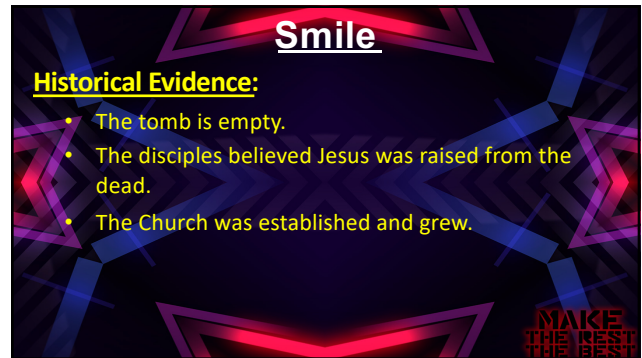 Smile
Historical Evidence:
• The tomb is empty.
• The disciples believed Jesus was raised from the
dead.
• The Church was established and grew.
MAKE
THE REST
THE BEST